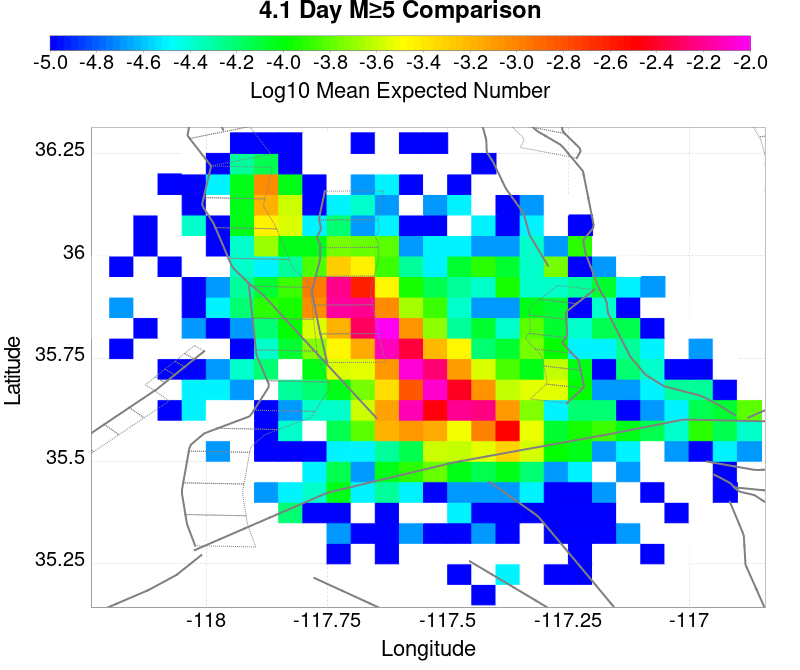 4.1 Day M≥5 Comparison
-5.0 -4.8 -4.6 -4.4 -4.2 -4.0 -3.8 -3.6 -3.4 -3.2 -3.0 -2.8 -2.6 -2.4 -2.2 -2.0
Log10 Mean Expected Number
36.25
36
35.75
35.5
35.25
Latitude
-118 -117.75 -117.5 -117.25 -117
Longitude